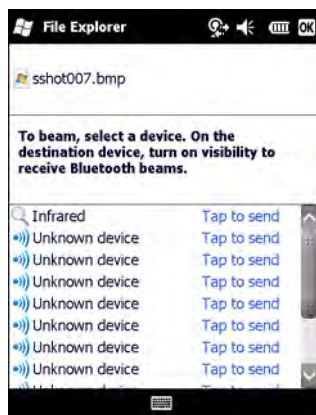 File Explorer OK
sshot007.bmp
To beam, select a device. On the
destination device, turn on visibility to
receive Bluetooth beams.
Infrared Tap to send
Unknown device Tap to send
Unknown device Tap to send
Unknown device Tap to send
Unknown device Tap to send
Unknown device Tap to send
Unknown device Tap to send
Unknown device Tap to send